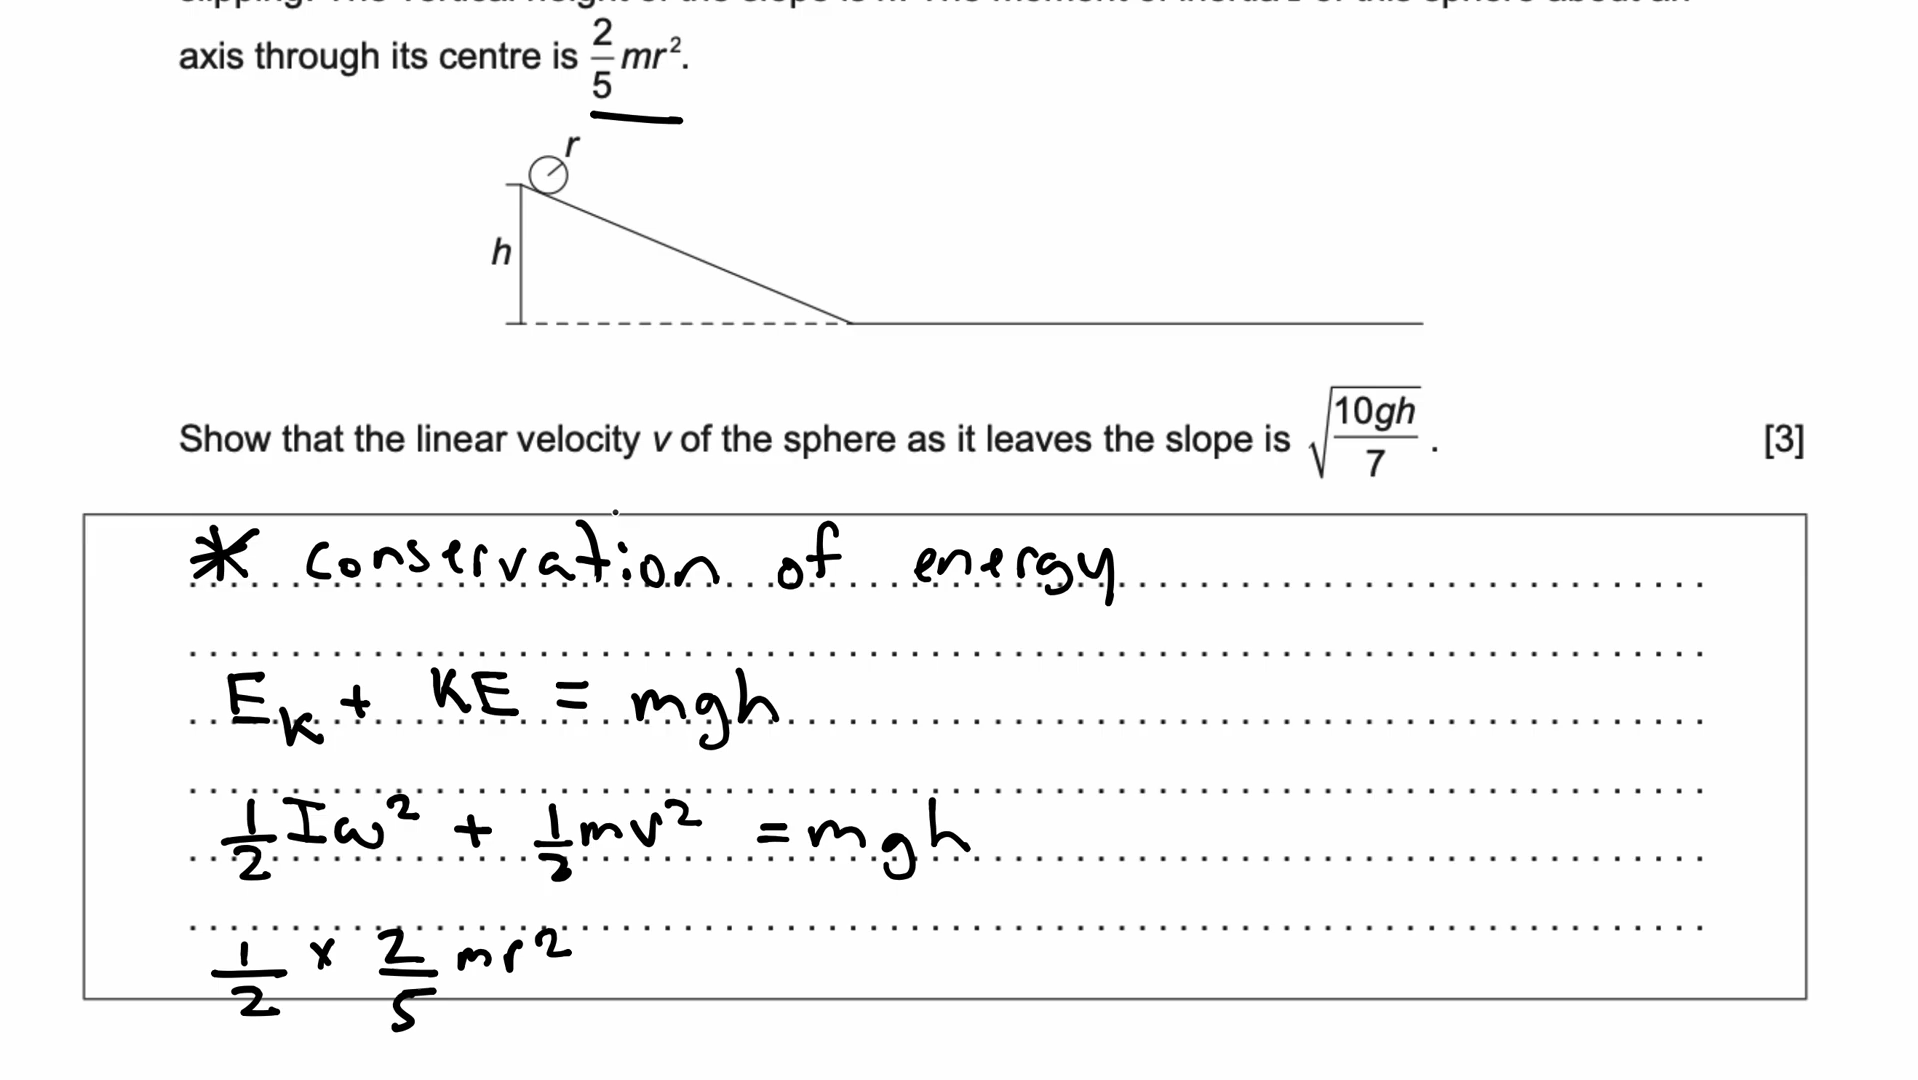 axis through its centre is 2/5 mr².
r
h
Show that the linear velocity v of the sphere as it leaves the slope is √(10gh/7) . [3]
* conservation of energy
E_K + KE = mgh
1/2 Iω² + 1/2 mv² = mgh
1/2 × 2/5 mr²